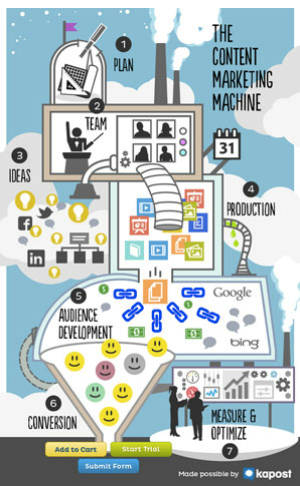 THE
CONTENT
MARKETING
MACHINE
1
PLAN
2
TEAM
31
3
IDEAS
4
PRODUCTION
in
5
AUDIENCE
DEVELOPMENT
Google
bing
6
CONVERSION
MEASURE &
OPTIMIZE
7
Add to Cart
Start Trial
Submit Form
Made possible by kapost